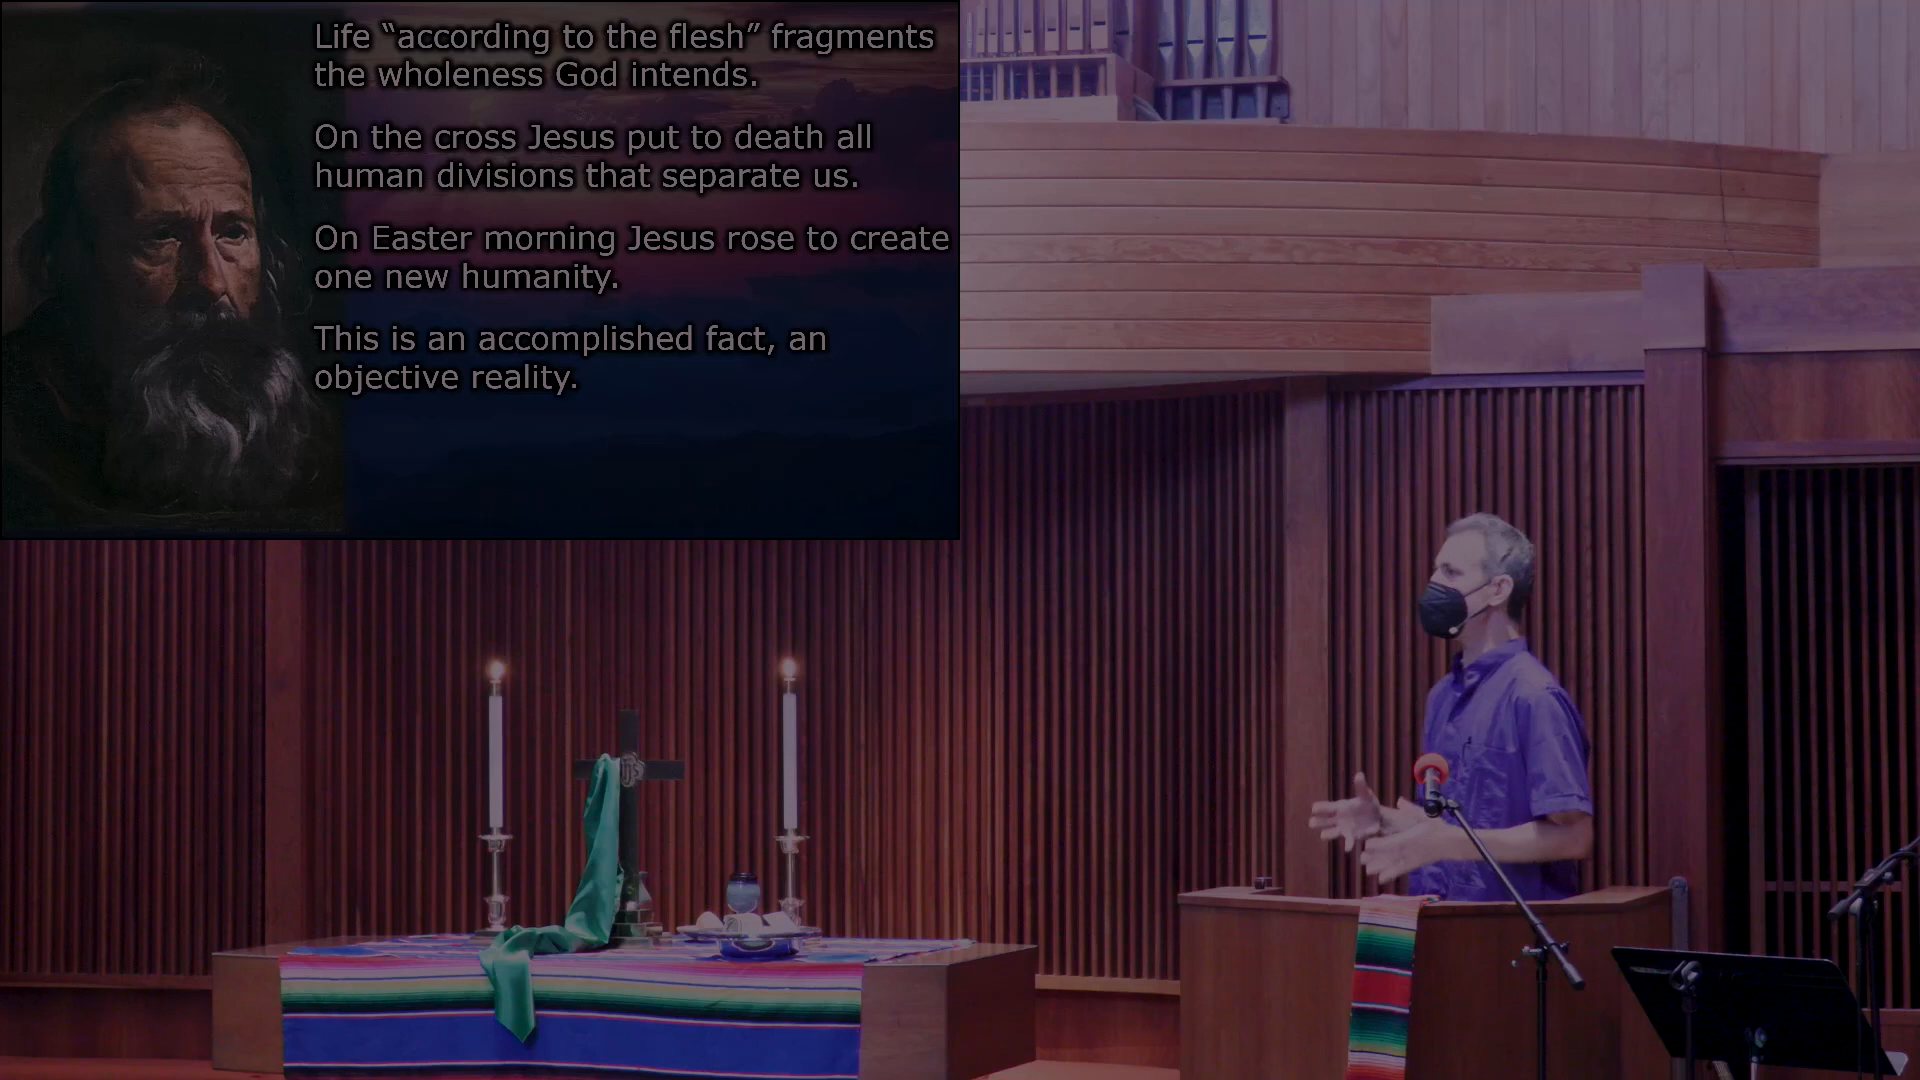 Life “according to the flesh” fragments
the wholeness God intends.
On the cross Jesus put to death all
human divisions that separate us.
On Easter morning Jesus rose to create
one new humanity.
This is an accomplished fact, an
objective reality.